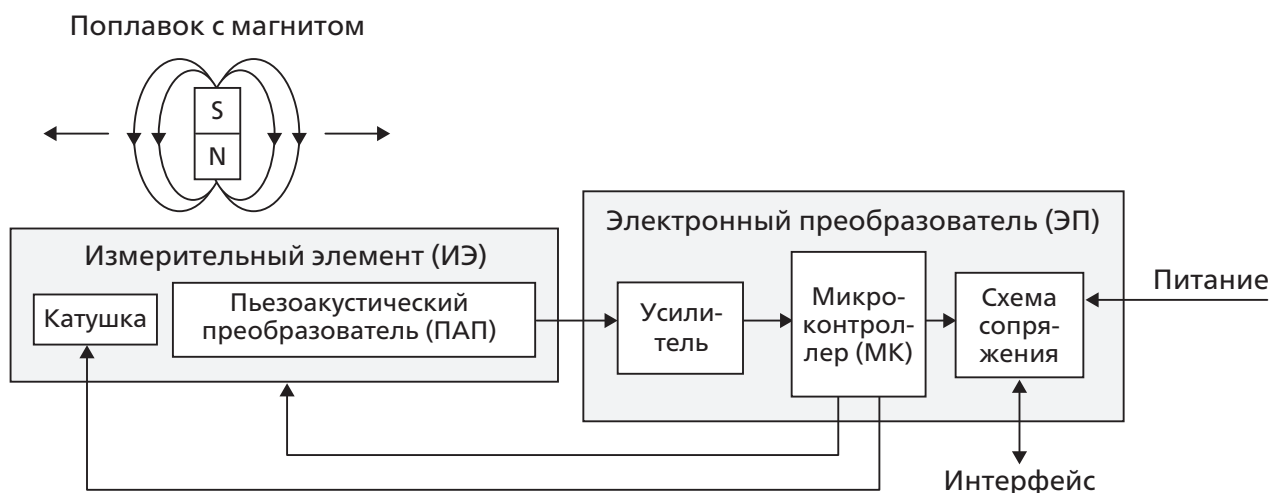 Поплавок с магнитом
S
N
Электронный преобразователь (ЭП)
Измерительный элемент (ИЭ)
Катушка
Пьезоакустический
преобразователь (ПАП)
Усили-
тель
Микро-
контрол-
лер (МК)
Схема
сопря-
жения
Питание
Интерфейс